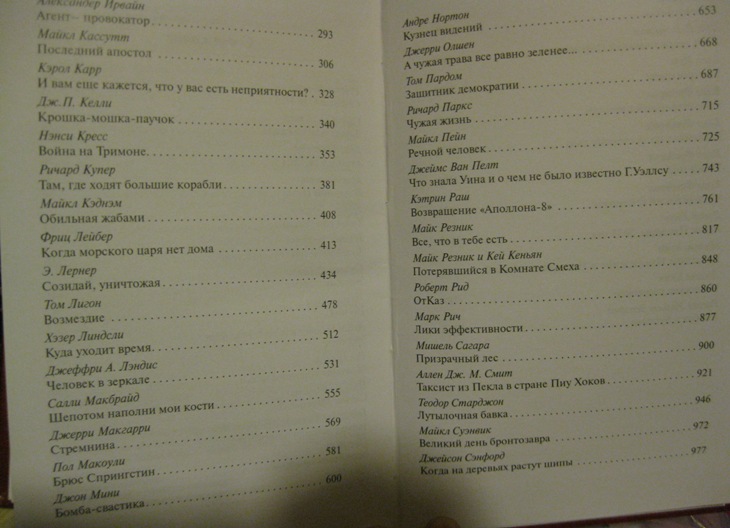 Александер Ирвайн
Агент– провокатор 293
Майкл Кассутт
Последний апостол 306
Кэрол Карр
И вам еще кажется, что у вас есть неприятности? 328
Дж. П. Келли
Крошка-мошка-паучок 340
Нэнси Кресс
Война на Тримоне 353
Ричард Купер
Там, где ходят большие корабли 381
Майкл Кэднэм
Обильная жабами 408
Фриц Лейбер
Когда морского царя нет дома 413
Э. Лернер
Созидай, уничтожая 434
Том Лигон
Возмездие 478
Хэзер Линдсли
Куда уходит время 512
Джеффри А. Лэндис
Человек в зеркале 531
Салли Макбрайд
Шепотом наполни мои кости 555
Джерри Макгарри
Стремнина 569
Пол Макоули
Брюс Спрингстин 581
Джон Мини
Бомба-свастика 600
Андре Нортон
Кузнец видений 653
Джерри Олшен
А чужая трава все равно зеленее... 668
Том Пардом
Защитник демократии 687
Ричард Паркс
Чужая жизнь 715
Майкл Пейн
Речной человек 725
Джеймс Ван Пелт
Что знала Уина и о чем не было известно Г.Уэллсу 743
Кэтрин Раш
Возвращение «Аполлона-8» 761
Майк Резник
Все, что в тебе есть 817
Майк Резник и Кей Кеньян
Потерявшийся в Комнате Смеха 848
Роберт Рид
ОтКаз 860
Марк Рич
Лики эффективности 877
Мишель Сагара
Призрачный лес 900
Аллен Дж. М. Смит
Таксист из Пекла в стране Пиу Хоков 921
Теодор Старджон
Лутылочная бавка 946
Майкл Суэнвик
Великий день бронтозавра 972
Джейсон Сэнфорд
Когда на деревьях растут шипы 977